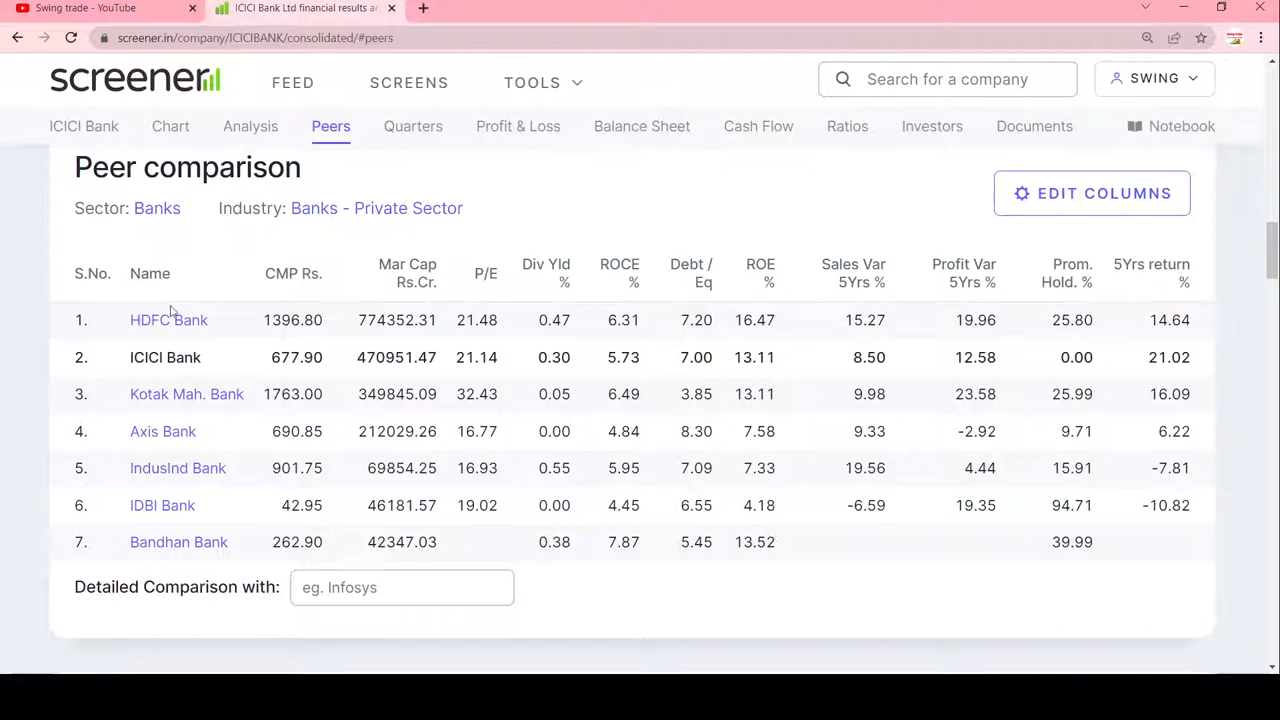 Swing trade - YouTube
ICICI Bank Ltd financial results a
screener.in/company/ICICIBANK/consolidated/#peers
screener FEED SCREENS TOOLS Search for a company SWING
ICICI Bank Chart Analysis Peers Quarters Profit & Loss Balance Sheet Cash Flow Ratios Investors Documents Notebook
Peer comparison
Sector: Banks Industry: Banks - Private Sector
EDIT COLUMNS
S.No. Name CMP Rs. Mar Cap Rs.Cr. P/E Div Yld % ROCE % Debt / Eq ROE % Sales Var 5Yrs % Profit Var 5Yrs % Prom. Hold. % 5Yrs return %
1. HDFC Bank 1396.80 774352.31 21.48 0.47 6.31 7.20 16.47 15.27 19.96 25.80 14.64
2. ICICI Bank 677.90 470951.47 21.14 0.30 5.73 7.00 13.11 8.50 12.58 0.00 21.02
3. Kotak Mah. Bank 1763.00 349845.09 32.43 0.05 6.49 3.85 13.11 9.98 23.58 25.99 16.09
4. Axis Bank 690.85 212029.26 16.77 0.00 4.84 8.30 7.58 9.33 -2.92 9.71 6.22
5. IndusInd Bank 901.75 69854.25 16.93 0.55 5.95 7.09 7.33 19.56 4.44 15.91 -7.81
6. IDBI Bank 42.95 46181.57 19.02 0.00 4.45 6.55 4.18 -6.59 19.35 94.71 -10.82
7. Bandhan Bank 262.90 42347.03 0.38 7.87 5.45 13.52 39.99
Detailed Comparison with: eg. Infosys